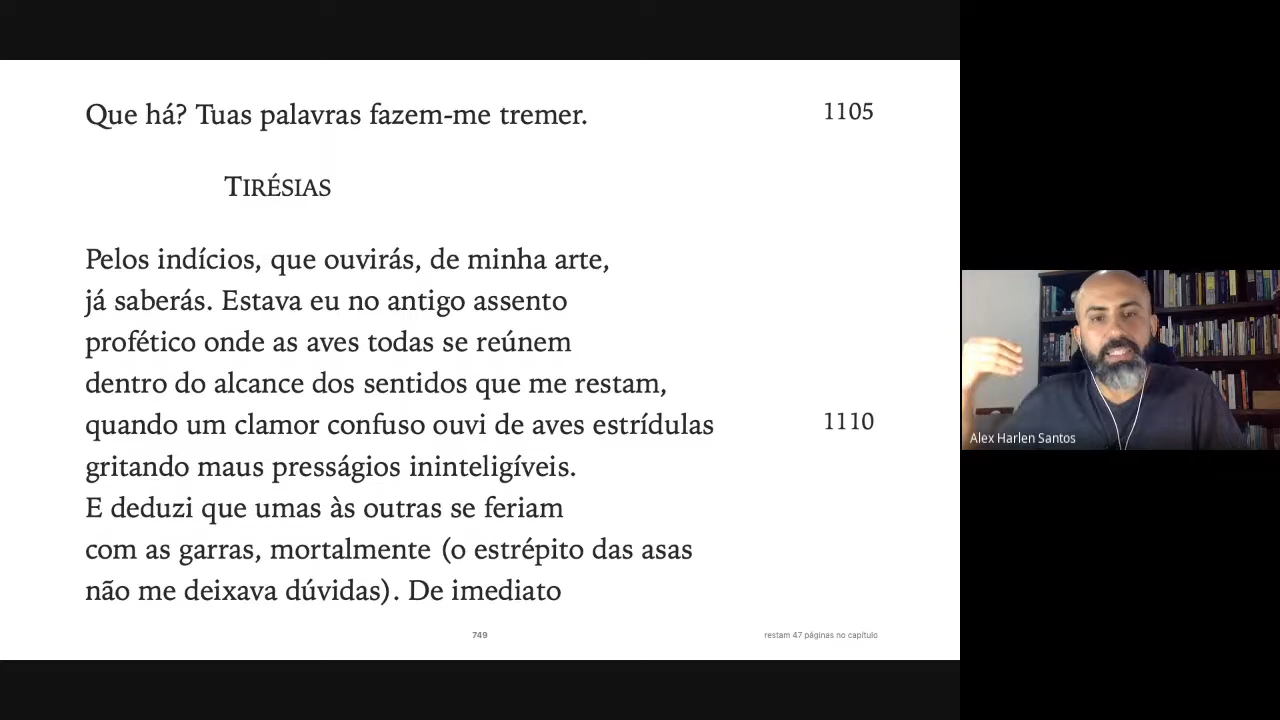 Que há? Tuas palavras fazem-me tremer. 1105
TIRÉSIAS
Pelos indícios, que ouvirás, de minha arte,
já saberás. Estava eu no antigo assento
profético onde as aves todas se reúnem
dentro do alcance dos sentidos que me restam,
quando um clamor confuso ouvi de aves estrídulas 1110
gritando maus presságios ininteligíveis.
E deduzi que umas às outras se feriam
com as garras, mortalmente (o estrépito das asas
não me deixava dúvidas). De imediato
749 restam 47 páginas no capítulo
Alex Harlen Santos